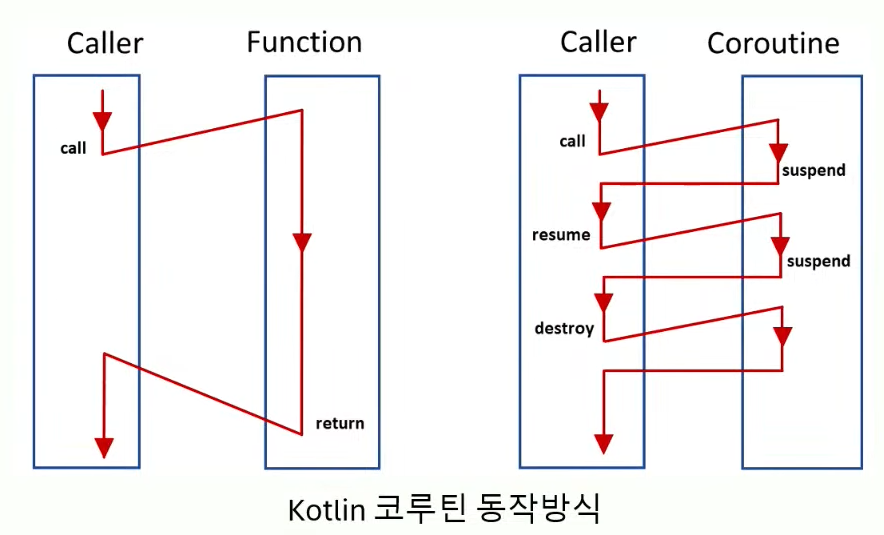 Caller Function Caller Coroutine
call
return
call
suspend
resume
suspend
destroy
Kotlin 코루틴 동작방식